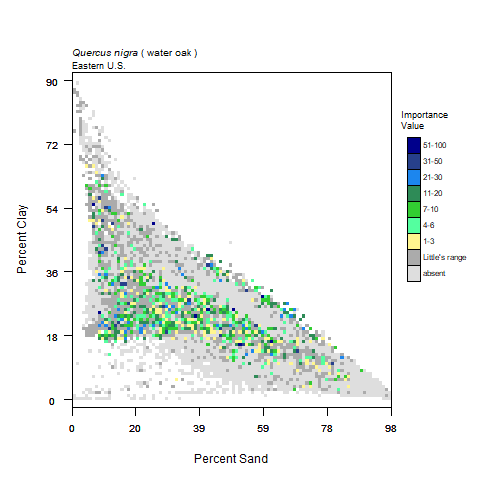 Quercus nigra ( water oak )
Eastern U.S.
Importance
Value
51-100
31-50
21-30
11-20
7-10
4-6
1-3
Little's range
absent
Percent Clay
90
72
54
36
18
0
0 20 39 59 78 98
Percent Sand